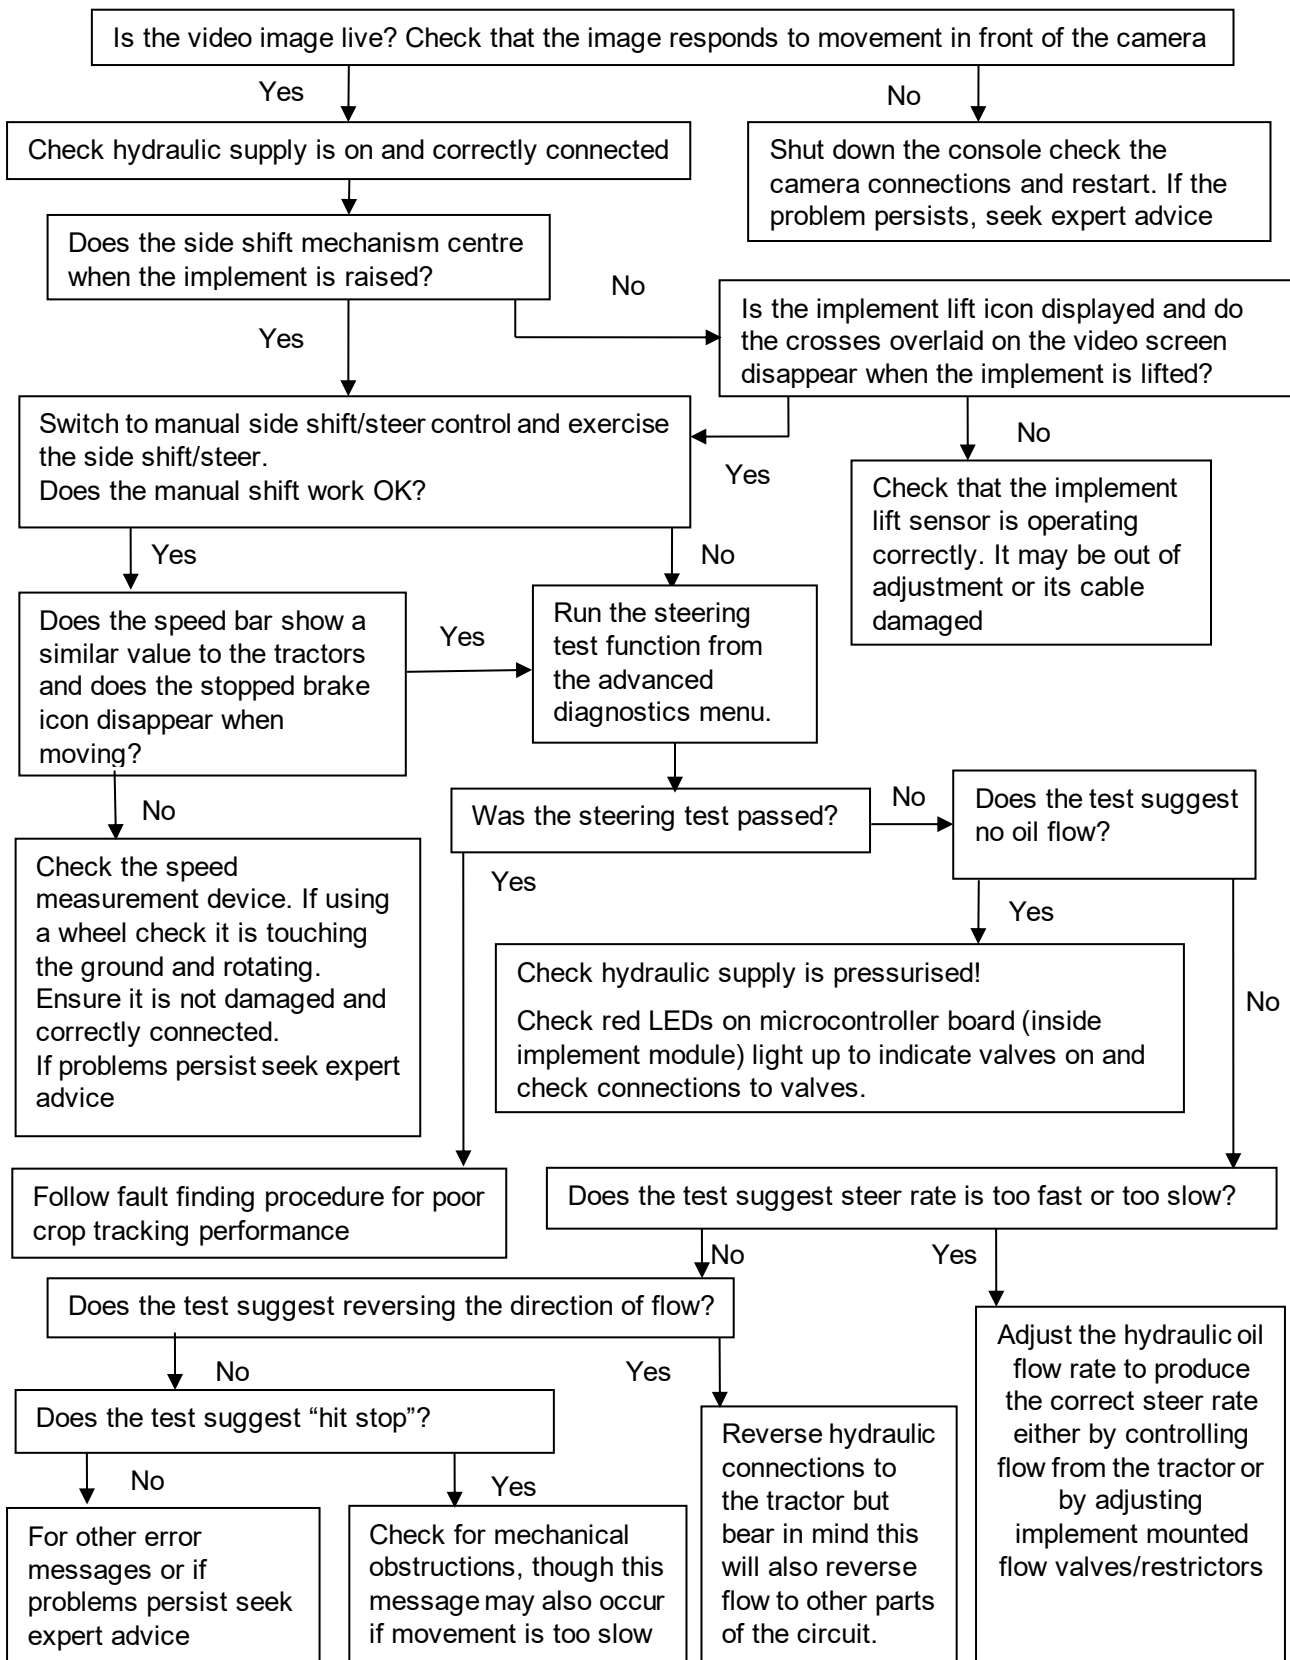 Is the video image live? Check that the image responds to movement in front of the camera
Yes
No
Check hydraulic supply is on and correctly connected
Shut down the console check the
camera connections and restart. If the
problem persists, seek expert advice
Does the side shift mechanism centre
when the implement is raised?
No
Yes
Is the implement lift icon displayed and do
the crosses overlaid on the video screen
disappear when the implement is lifted?
Switch to manual side shift/steer control and exercise
the side shift/steer.
Does the manual shift work OK?
Yes
No
Check that the implement
lift sensor is operating
correctly. It may be out of
adjustment or its cable
damaged
Yes
No
Does the speed bar show a
similar value to the tractors
and does the stopped brake
icon disappear when
moving?
Yes
Run the steering
test function from
the advanced
diagnostics menu.
No
Was the steering test passed?
No
Does the test suggest
no oil flow?
Check the speed
measurement device. If using
a wheel check it is touching
the ground and rotating.
Ensure it is not damaged and
correctly connected.
If problems persist seek expert
advice
Yes
Yes
No
Check hydraulic supply is pressurised!
Check red LEDs on microcontroller board (inside
implement module) light up to indicate valves on and
check connections to valves.
Follow fault finding procedure for poor
crop tracking performance
Does the test suggest steer rate is too fast or too slow?
No
Yes
Does the test suggest reversing the direction of flow?
No
Yes
Adjust the hydraulic oil
flow rate to produce
the correct steer rate
either by controlling
flow from the tractor or
by adjusting
implement mounted
flow valves/restrictors
Does the test suggest “hit stop”?
No
Yes
Reverse hydraulic
connections to
the tractor but
bear in mind this
will also reverse
flow to other parts
of the circuit.
For other error
messages or if
problems persist seek
expert advice
Check for mechanical
obstructions, though this
message may also occur
if movement is too slow